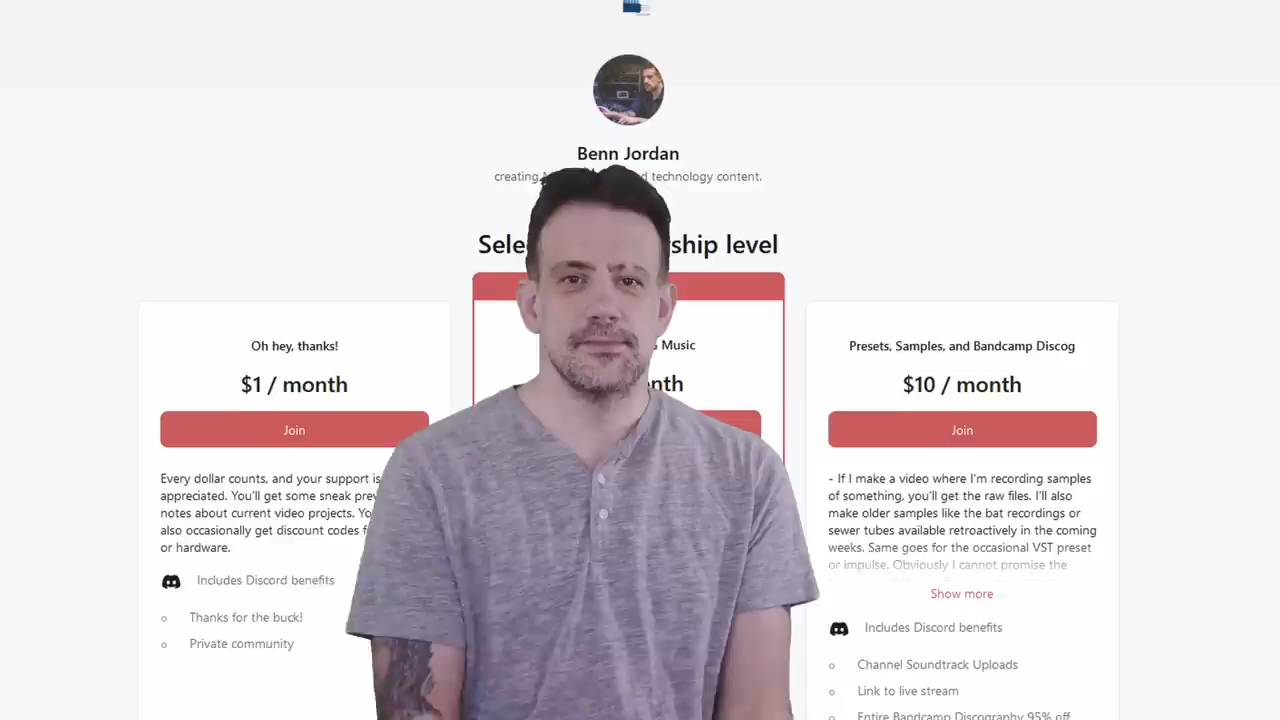 Benn Jordan
creating technology content.
ship level
Oh hey, thanks!
$1 / month
Join
Every dollar counts, and your support is
appreciated. You'll get some sneak
notes about current video projects.
also occasionally get discount codes
or hardware.
Includes Discord benefits
Thanks for the buck!
Private community
Music
Presets, Samples, and Bandcamp Discog
$10 / month
Join
- If I make a video where I'm recording samples
of something, you'll get the raw files. I'll also
make older samples like the bat recordings or
sewer tubes available retroactively in the coming
weeks. Same goes for the occasional VST preset
or impulse. Obviously I cannot promise the
Show more
Includes Discord benefits
Channel Soundtrack Uploads
Link to live stream
Entire Bandcamp Discography 95% off